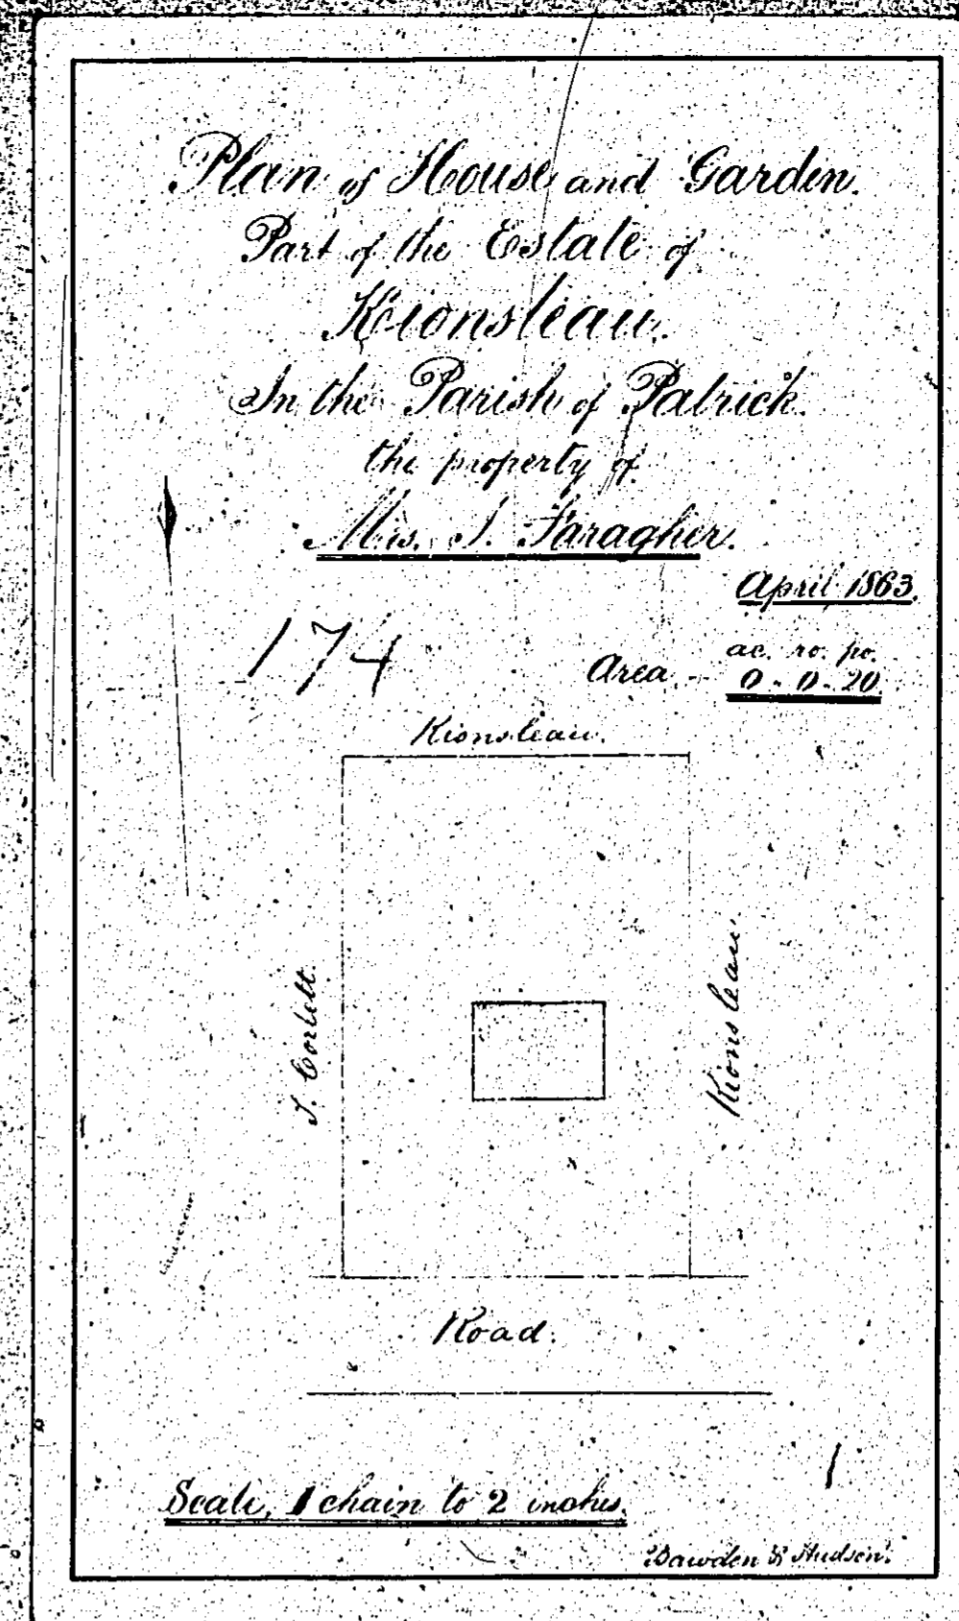 Plan of House and Garden.
Part of the Estate of
Kionsleau.
In the Parish of Patrick.
the property of
Mrs. J. Faragher.
April, 1863.
174
Area - ac. ro. po.
0 - 0 - 20
Kionsleau.
J. Corlett.
Kionsleau.
Road.
1
Scale, 1 chain to 2 inches.
Dawden & Hudson.